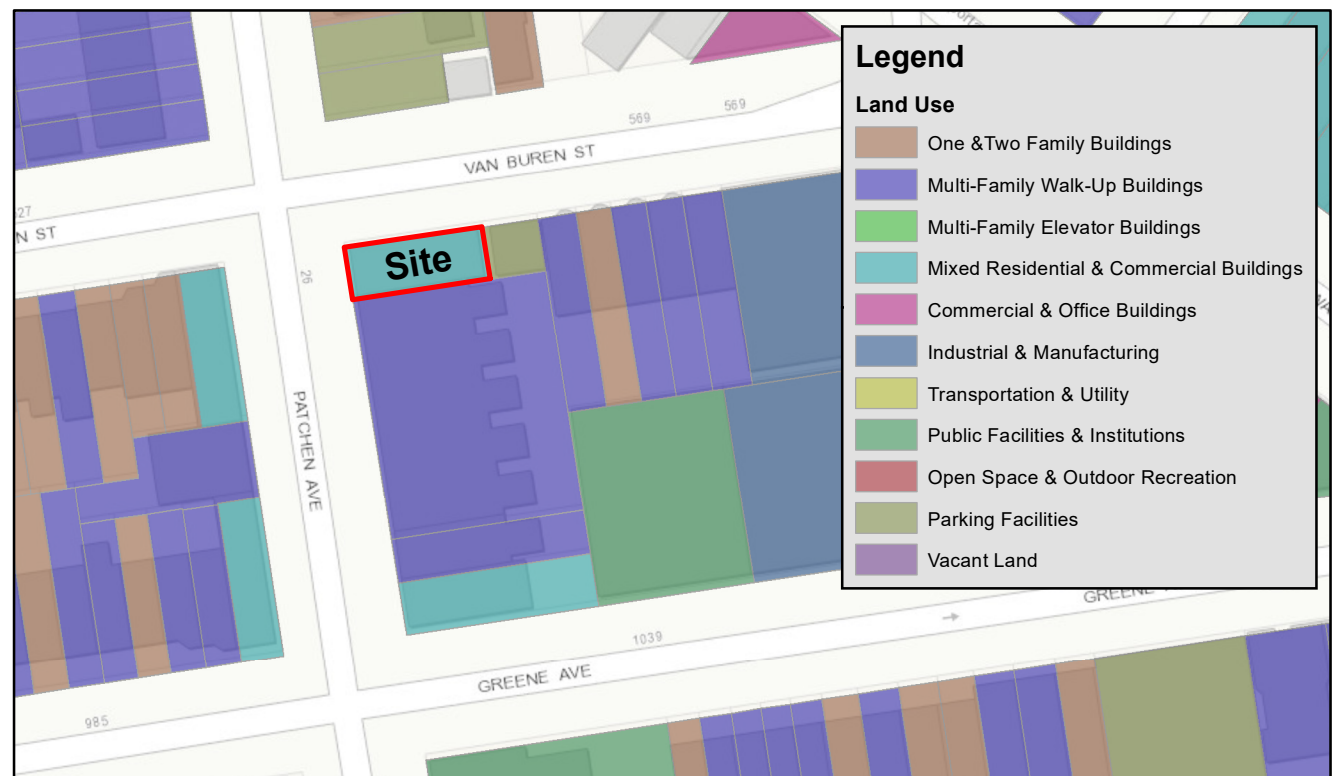 Legend
Land Use
One &Two Family Buildings
Multi-Family Walk-Up Buildings
Multi-Family Elevator Buildings
Mixed Residential & Commercial Buildings
Commercial & Office Buildings
Industrial & Manufacturing
Transportation & Utility
Public Facilities & Institutions
Open Space & Outdoor Recreation
Parking Facilities
Vacant Land
569
569
VAN BUREN ST
N ST
Site
26
PATCHEN AVE
1039
GREENE
GREENE AVE
985